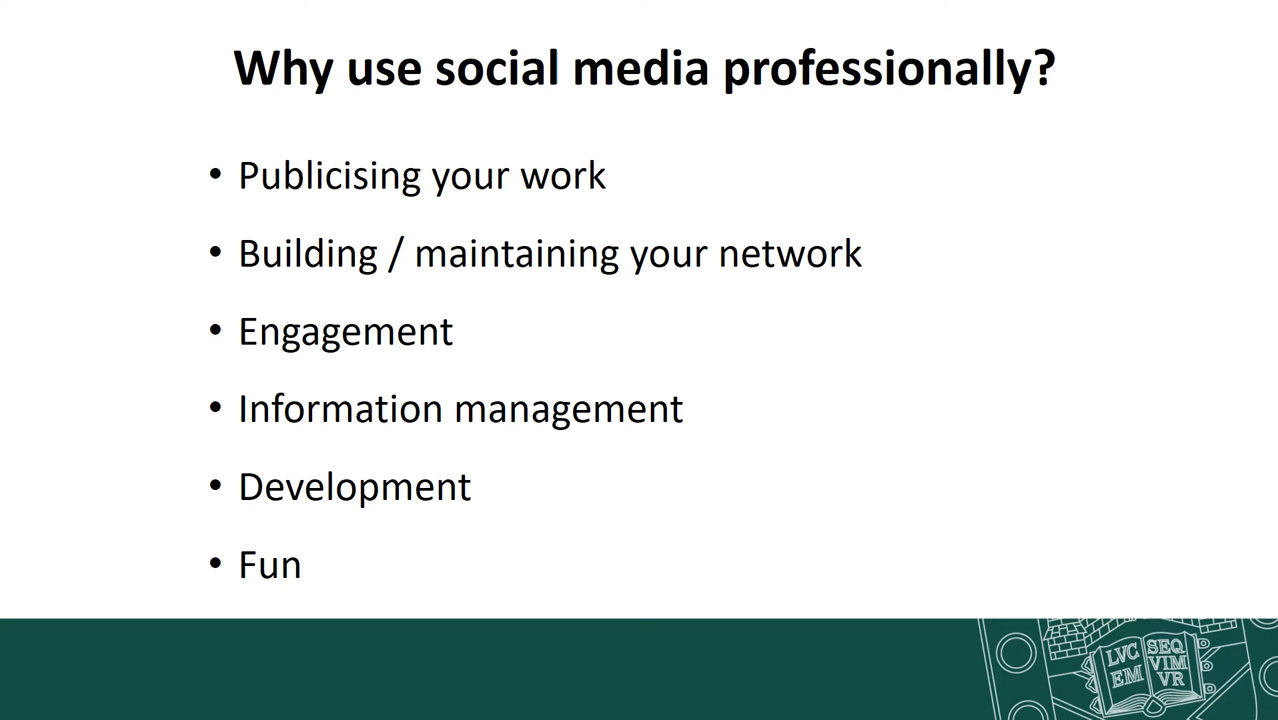 Why use social media professionally?
• Publicising your work
• Building / maintaining your network
• Engagement
• Information management
• Development
• Fun
LVC SEQ
EM VIM
VR